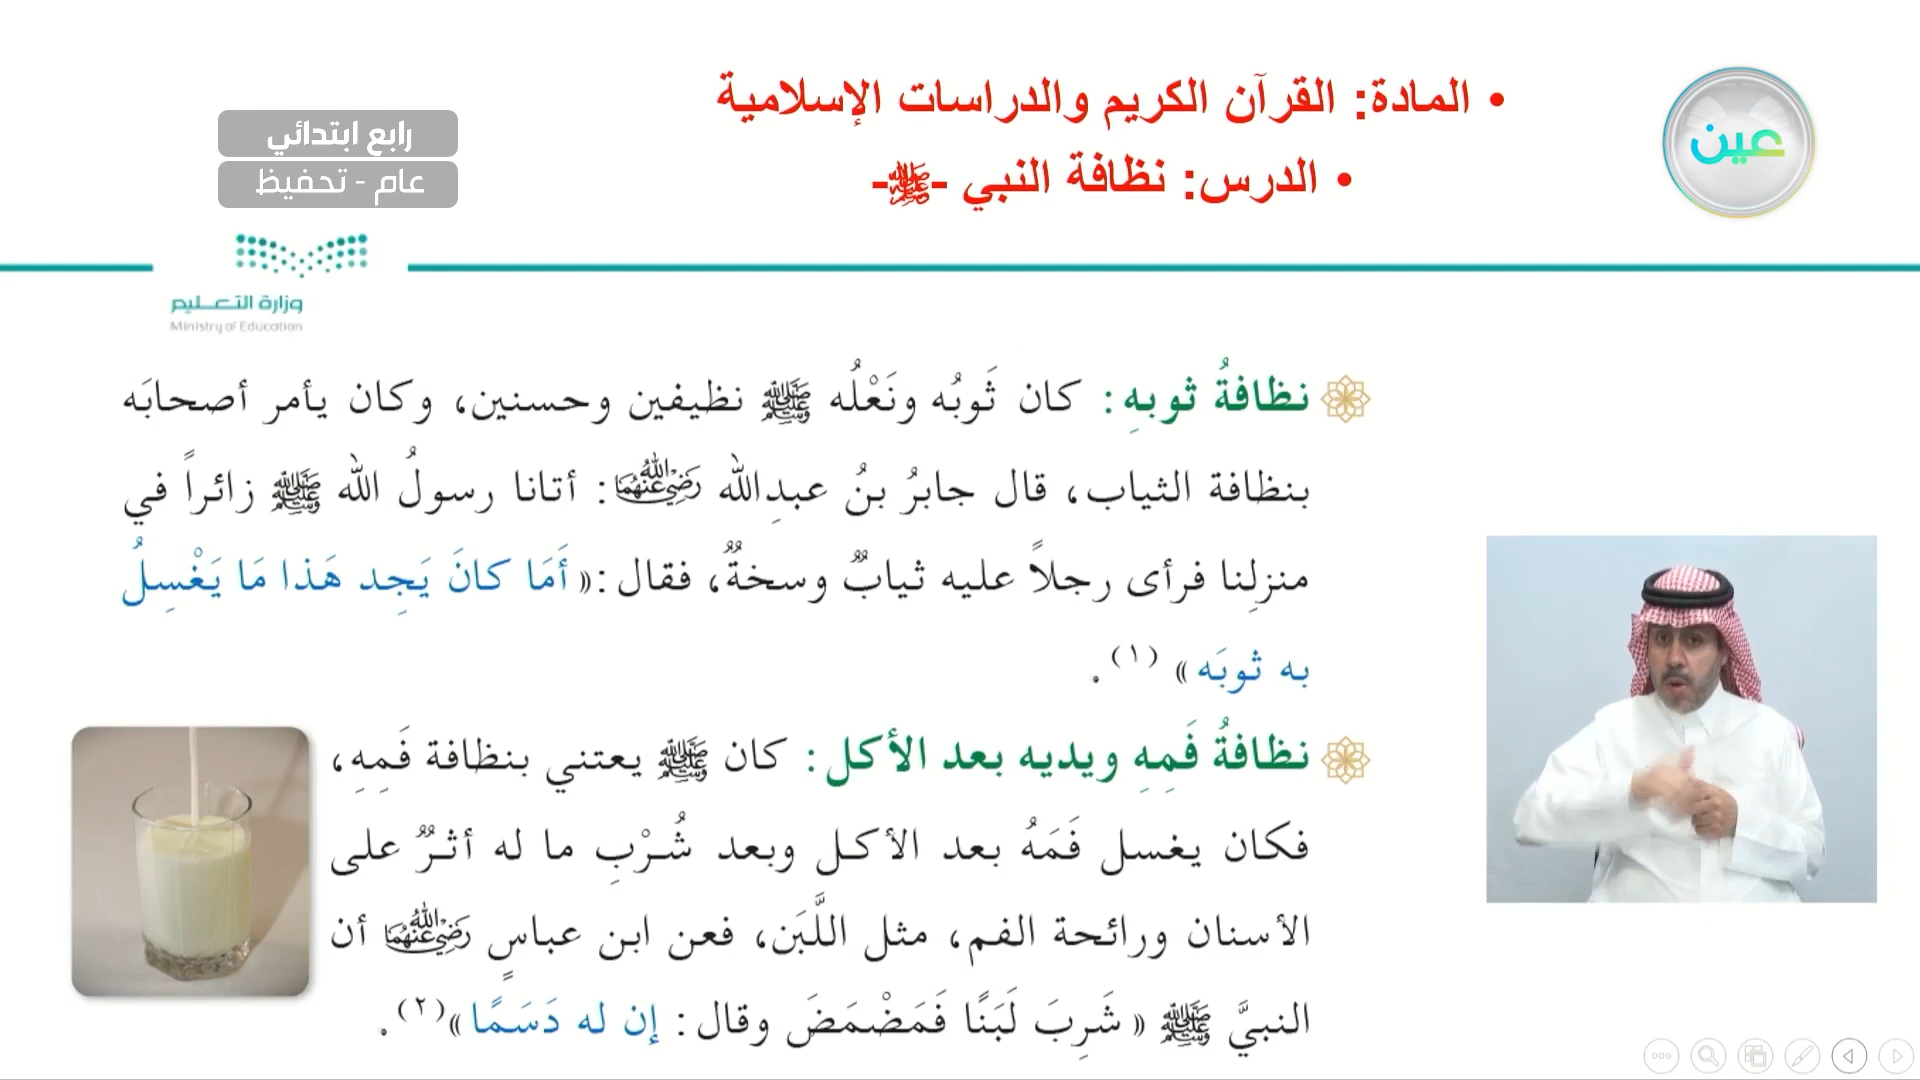 • المادة: القرآن الكريم والدراسات الإسلامية
• الدرس: نظافة النبي -ﷺ-
عين
رابع ابتدائي
عام - تحفيظ
وزارة التعـــليم
Ministry of Education
نظافةُ ثوبهِ : كان ثَوبُه ونَعْلُه ﷺ نظيفين وحسنين، وكان يأمر أصحابَه
بنظافة الثياب، قال جابرُ بنُ عبدِالله رَضِيَ اللهُ عَنْهُمَا: أتانا رسولُ الله ﷺ زائراً في
منزلِنا فرأى رجلاً عليه ثيابٌ وسخةٌ، فقال :« أَمَا كانَ يَجِد هَذا مَا يَغْسِلُ
به ثوبَه » (١).
نظافةُ فَمِهِ ويديه بعد الأكل : كان ﷺ يعتني بنظافة فَمِهِ،
فكان يغسل فَمَهُ بعد الأكل وبعد شُرْبِ ما له أثرٌ على
الأسنان ورائحة الفم، مثل اللَّبَن، فعن ابن عباسٍ رَضِيَ اللهُ عَنْهُمَا أن
النبيَّ ﷺ « شَرِبَ لَبَنًا فَمَضْمَضَ وقال : إن له دَسَمًا »(٢).